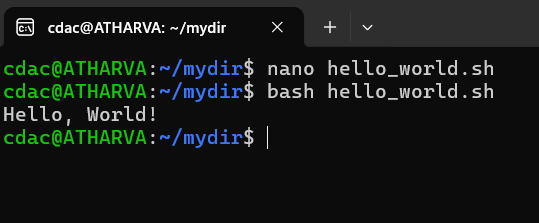 cdac@ATHARVA: ~/mydir
cdac@ATHARVA:~/mydir$ nano hello_world.sh
cdac@ATHARVA:~/mydir$ bash hello_world.sh
Hello, World!
cdac@ATHARVA:~/mydir$